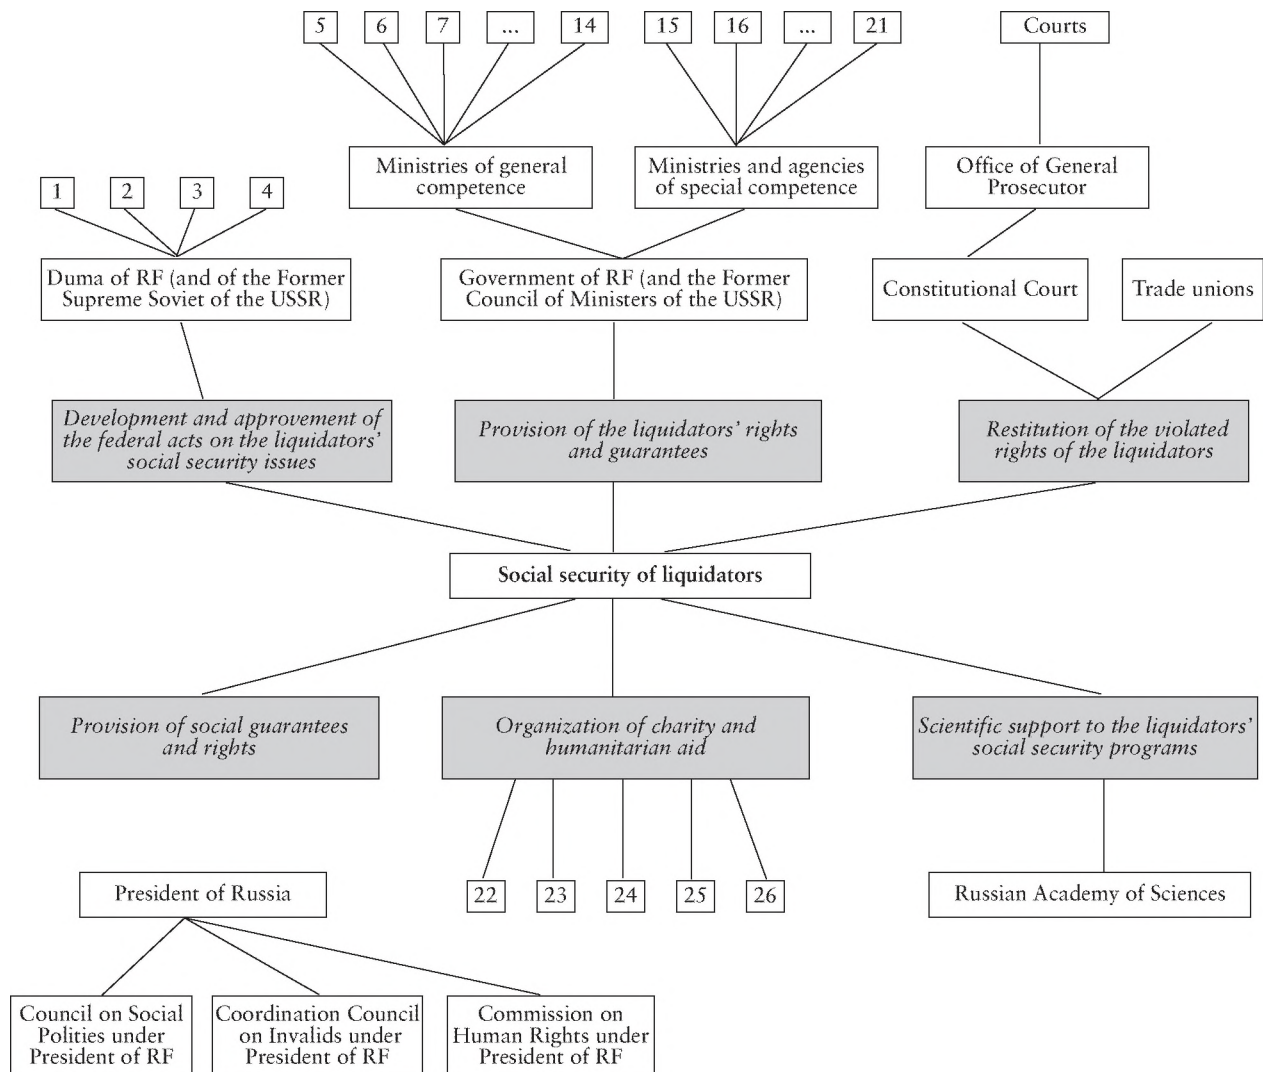 5 6 7 ... 14 15 16 ... 21 Courts
Ministries of general
competence
Ministries and agencies
of special competence
Office of General
Prosecutor
1 2 3 4
Duma of RF (and of the Former
Supreme Soviet of the USSR)
Government of RF (and the Former
Council of Ministers of the USSR)
Constitutional Court
Trade unions
Development and approvement of
the federal acts on the liquidators’
social security issues
Provision of the liquidators’ rights
and guarantees
Restitution of the violated
rights of the liquidators
Social security of liquidators
Provision of social guarantees
and rights
Organization of charity and
humanitarian aid
Scientific support to the liquidators’
social security programs
President of Russia
22 23 24 25 26
Russian Academy of Sciences
Council on Social
Polities under
President of RF
Coordination Council
on Invalids under
President of RF
Commission on
Human Rights under
President of RF